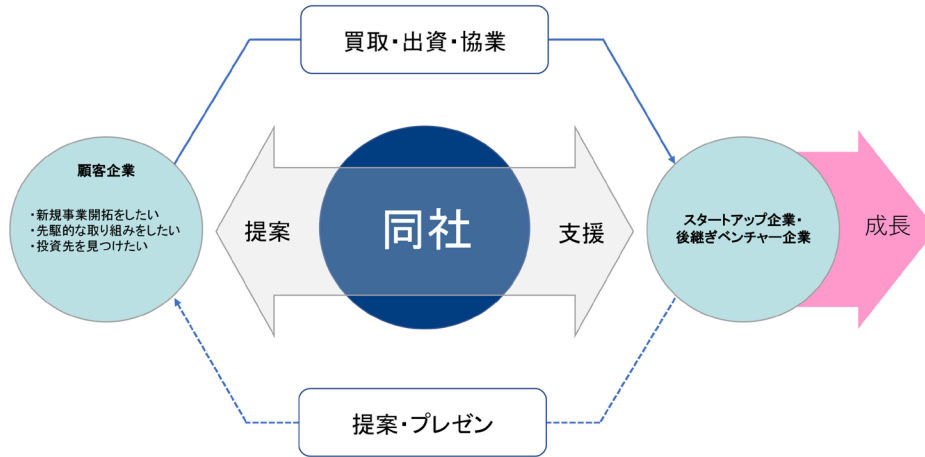 買取・出資・協業
顧客企業
・新規事業開拓をしたい
・先駆的な取り組みをしたい
・投資先を見つけたい
提案
同社
支援
スタートアップ企業・
後継ぎベンチャー企業
成長
提案・プレゼン